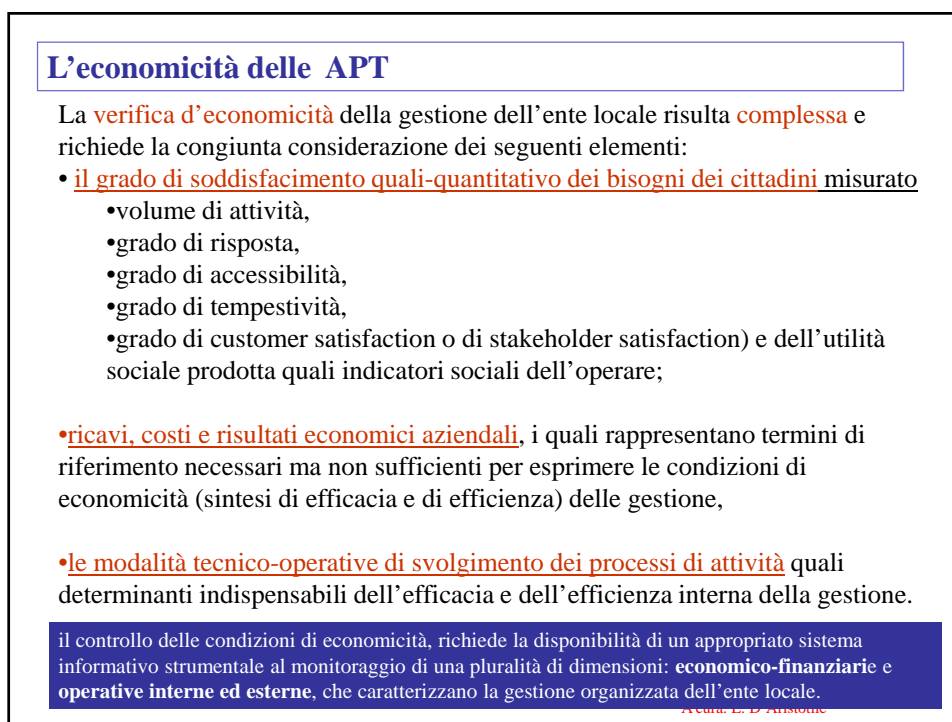 L'economicità delle APT
La verifica d'economicità della gestione dell'ente locale risulta complessa e
richiede la congiunta considerazione dei seguenti elementi:
• il grado di soddisfacimento quali-quantitativo dei bisogni dei cittadini misurato
•volume di attività,
•grado di risposta,
•grado di accessibilità,
•grado di tempestività,
•grado di customer satisfaction o di stakeholder satisfaction) e dell'utilità
sociale prodotta quali indicatori sociali dell'operare;
•ricavi, costi e risultati economici aziendali, i quali rappresentano termini di
riferimento necessari ma non sufficienti per esprimere le condizioni di
economicità (sintesi di efficacia e di efficienza) delle gestione,
•le modalità tecnico-operative di svolgimento dei processi di attività quali
determinanti indispensabili dell'efficacia e dell'efficienza interna della gestione.
il controllo delle condizioni di economicità, richiede la disponibilità di un appropriato sistema
informativo strumentale al monitoraggio di una pluralità di dimensioni: economico-finanziarie e
operative interne ed esterne, che caratterizzano la gestione organizzata dell'ente locale.